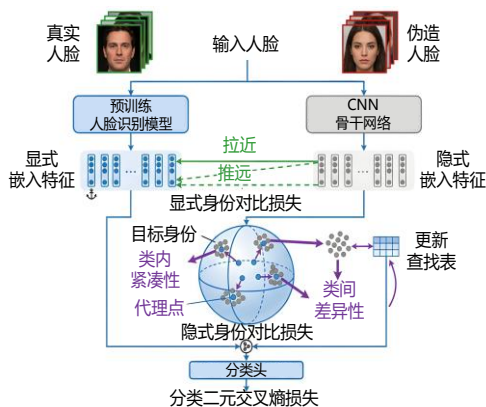 真实
人脸
输入人脸
伪造
人脸
预训练
人脸识别模型
CNN
骨干网络
显式
嵌入特征
拉近
推远
隐式
嵌入特征
显式身份对比损失
目标身份
类内
紧凑性
代理点
更新
查找表
类间
差异性
隐式身份对比损失
分类头
分类二元交叉熵损失